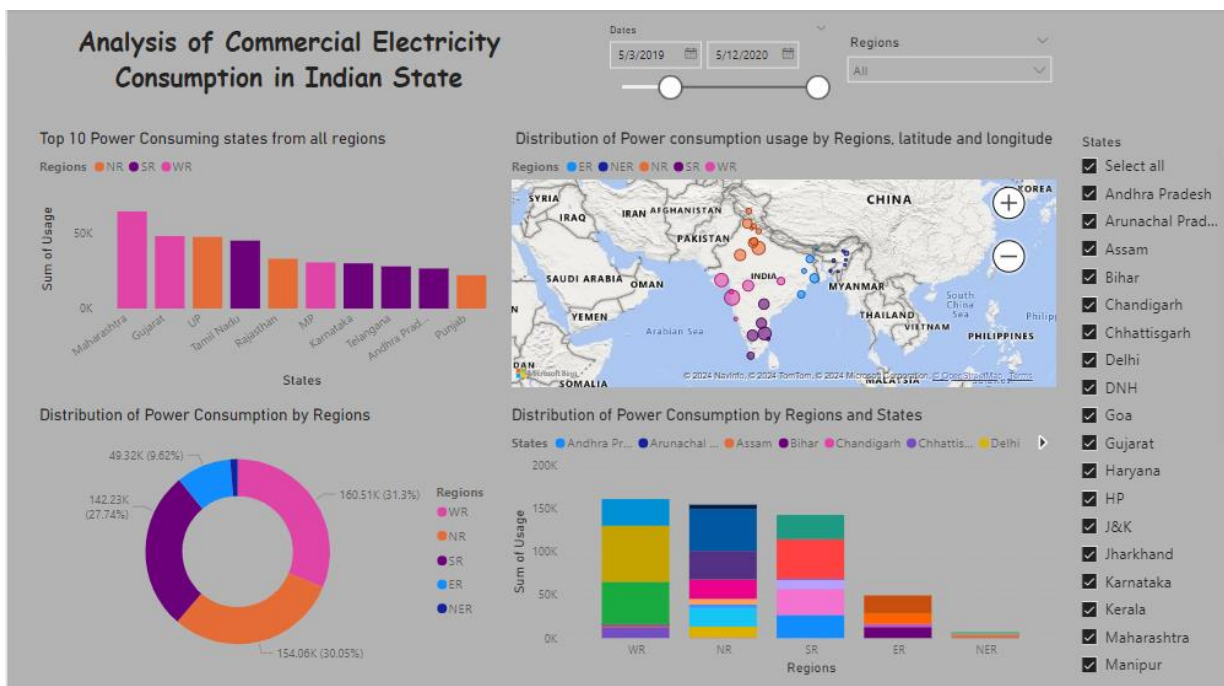 Analysis of Commercial Electricity
Consumption in Indian State
Dates
5/3/2019
5/12/2020
Regions
All
Top 10 Power Consuming states from all regions
Regions NR SR WR
Sum of Usage
50K
0K
Maharashtra
Gujarat
UP
Tamil Nadu
Rajasthan
MP
Karnataka
Telangana
Andhra Prad...
Punjab
States
Distribution of Power consumption usage by Regions, latitude and longitude
Regions ER NER NR SR WR
SYRIA
IRAQ
IRAN
AFGHANISTAN
CHINA
KOREA
PAKISTAN
SAUDI ARABIA
OMAN
INDIA
MYANMAR
YEMEN
Arabian Sea
THAILAND
VIETNAM
South
China
Sea
Philipp
PHILIPPINES
DAN
SOMALIA
MALAYSIA
Microsoft Bing
© 2024 NavInfo, © 2024 TomTom, © 2024 Microsoft Corporation, © OpenStreetMap Terms
States
Select all
Andhra Pradesh
Arunachal Prad...
Assam
Bihar
Chandigarh
Chhattisgarh
Delhi
DNH
Goa
Gujarat
Haryana
HP
J&K
Jharkhand
Karnataka
Kerala
Maharashtra
Manipur
Distribution of Power Consumption by Regions
49.32K (9.62%)
142.23K
(27.74%)
160.51K (31.3%)
154.06K (30.05%)
Regions
WR
NR
SR
ER
NER
Distribution of Power Consumption by Regions and States
States Andhra Pr... Arunachal ... Assam Bihar Chandigarh Chhattis... Delhi
Sum of Usage
200K
150K
100K
50K
0K
WR
NR
SR
ER
NER
Regions